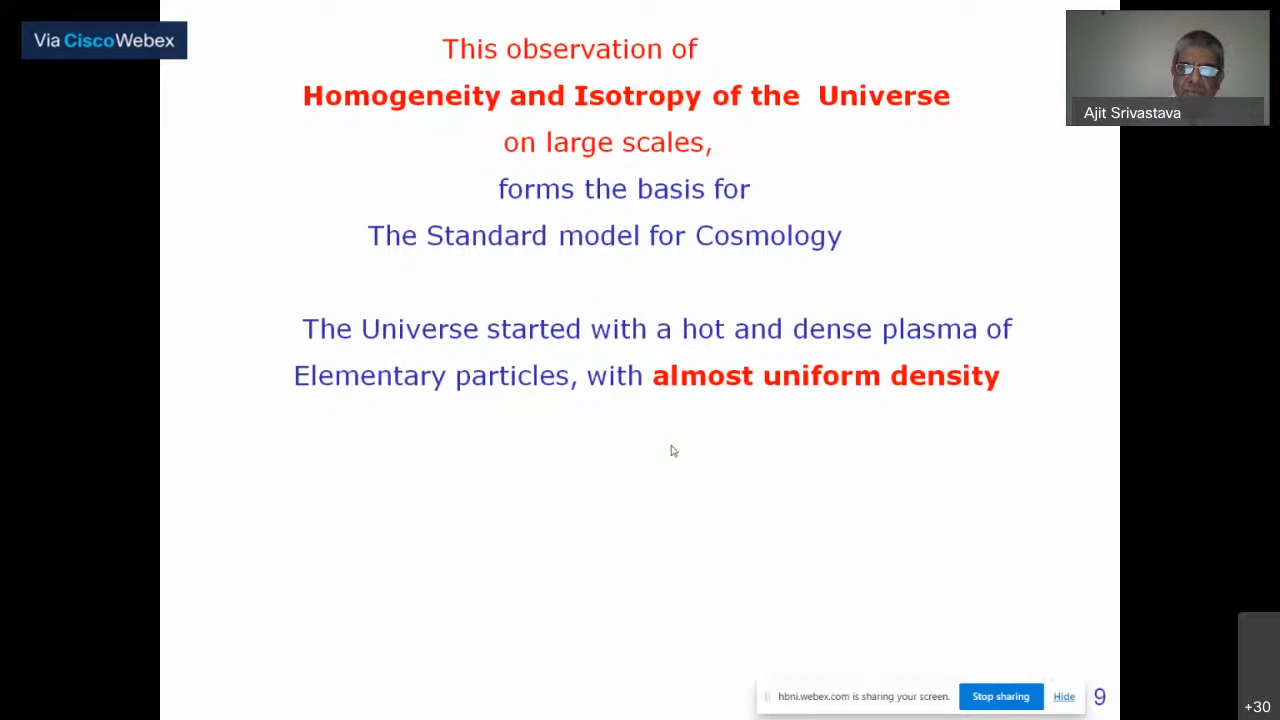 Via Cisco Webex
This observation of
Homogeneity and Isotropy of the Universe
on large scales,
forms the basis for
The Standard model for Cosmology
The Universe started with a hot and dense plasma of
Elementary particles, with almost uniform density
Ajit Srivastava
hbni.webex.com is sharing your screen.
Stop sharing
Hide
9
+30